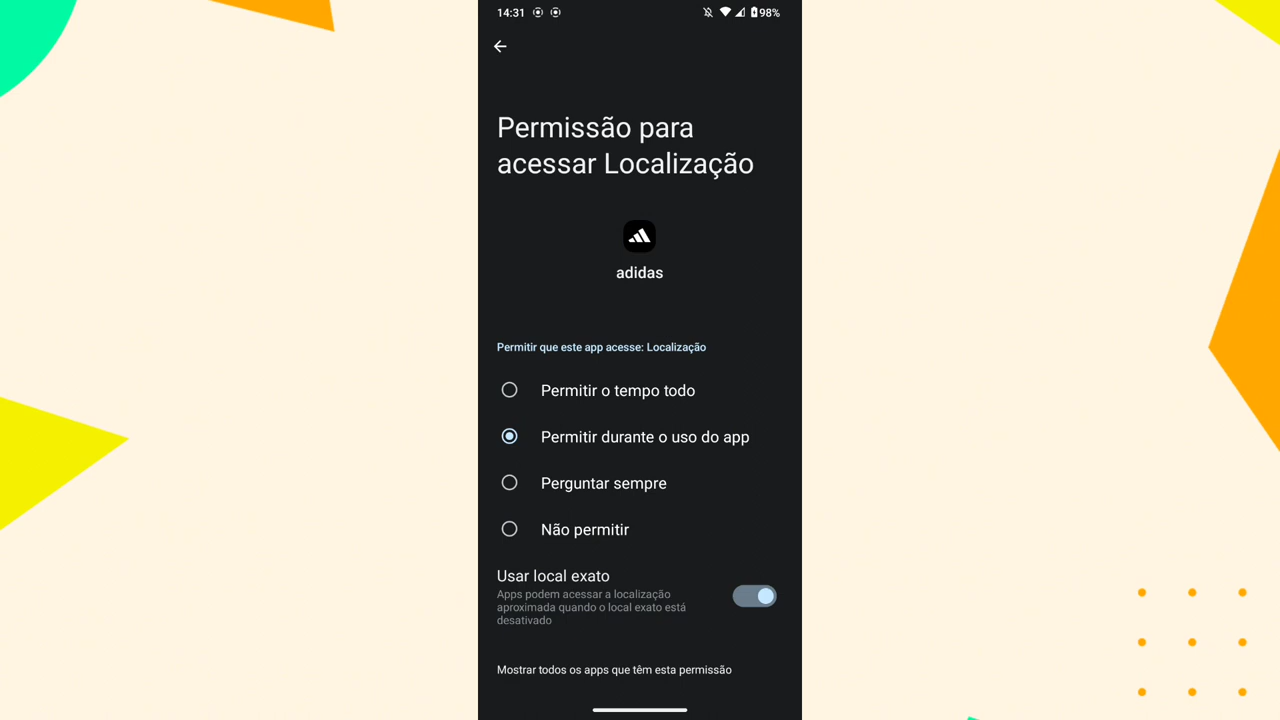 14:31
98%
Permissão para
acessar Localização
adidas
Permitir que este app acesse: Localização
Permitir o tempo todo
Permitir durante o uso do app
Perguntar sempre
Não permitir
Usar local exato
Apps podem acessar a localização
aproximada quando o local exato está
desativado
Mostrar todos os apps que têm esta permissão